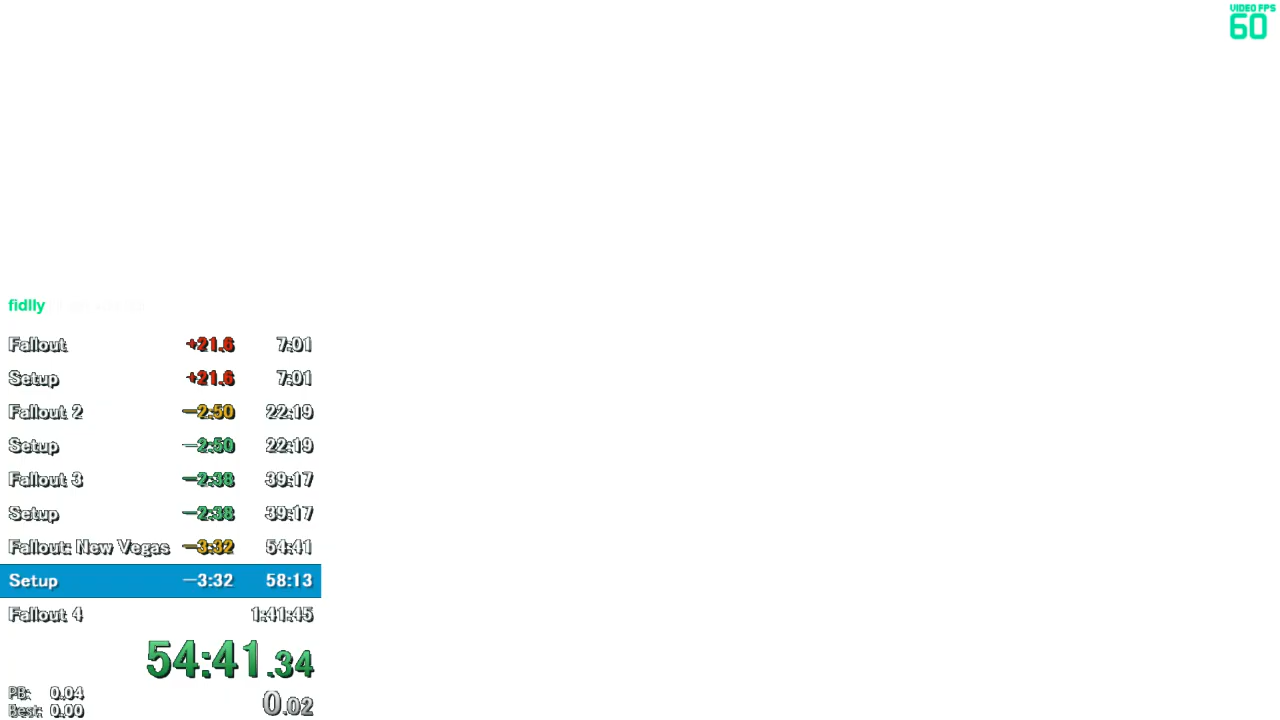 VIDEO FPS
60
fidlly
Fallout +21.6 7:01
Setup +21.6 7:01
Fallout 2 −2:50 22:19
Setup −2:50 22:19
Fallout 3 −2:38 39:17
Setup −2:38 39:17
Fallout: New Vegas −3:32 54:41
Setup −3:32 58:13
Fallout 4 1:41:45
54:41.34
PB: 0.04
Best: 0.00
0.02